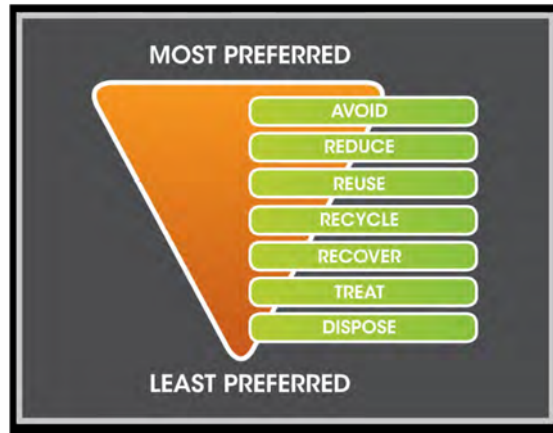 MOST PREFERRED
AVOID
REDUCE
REUSE
RECYCLE
RECOVER
TREAT
DISPOSE
LEAST PREFERRED